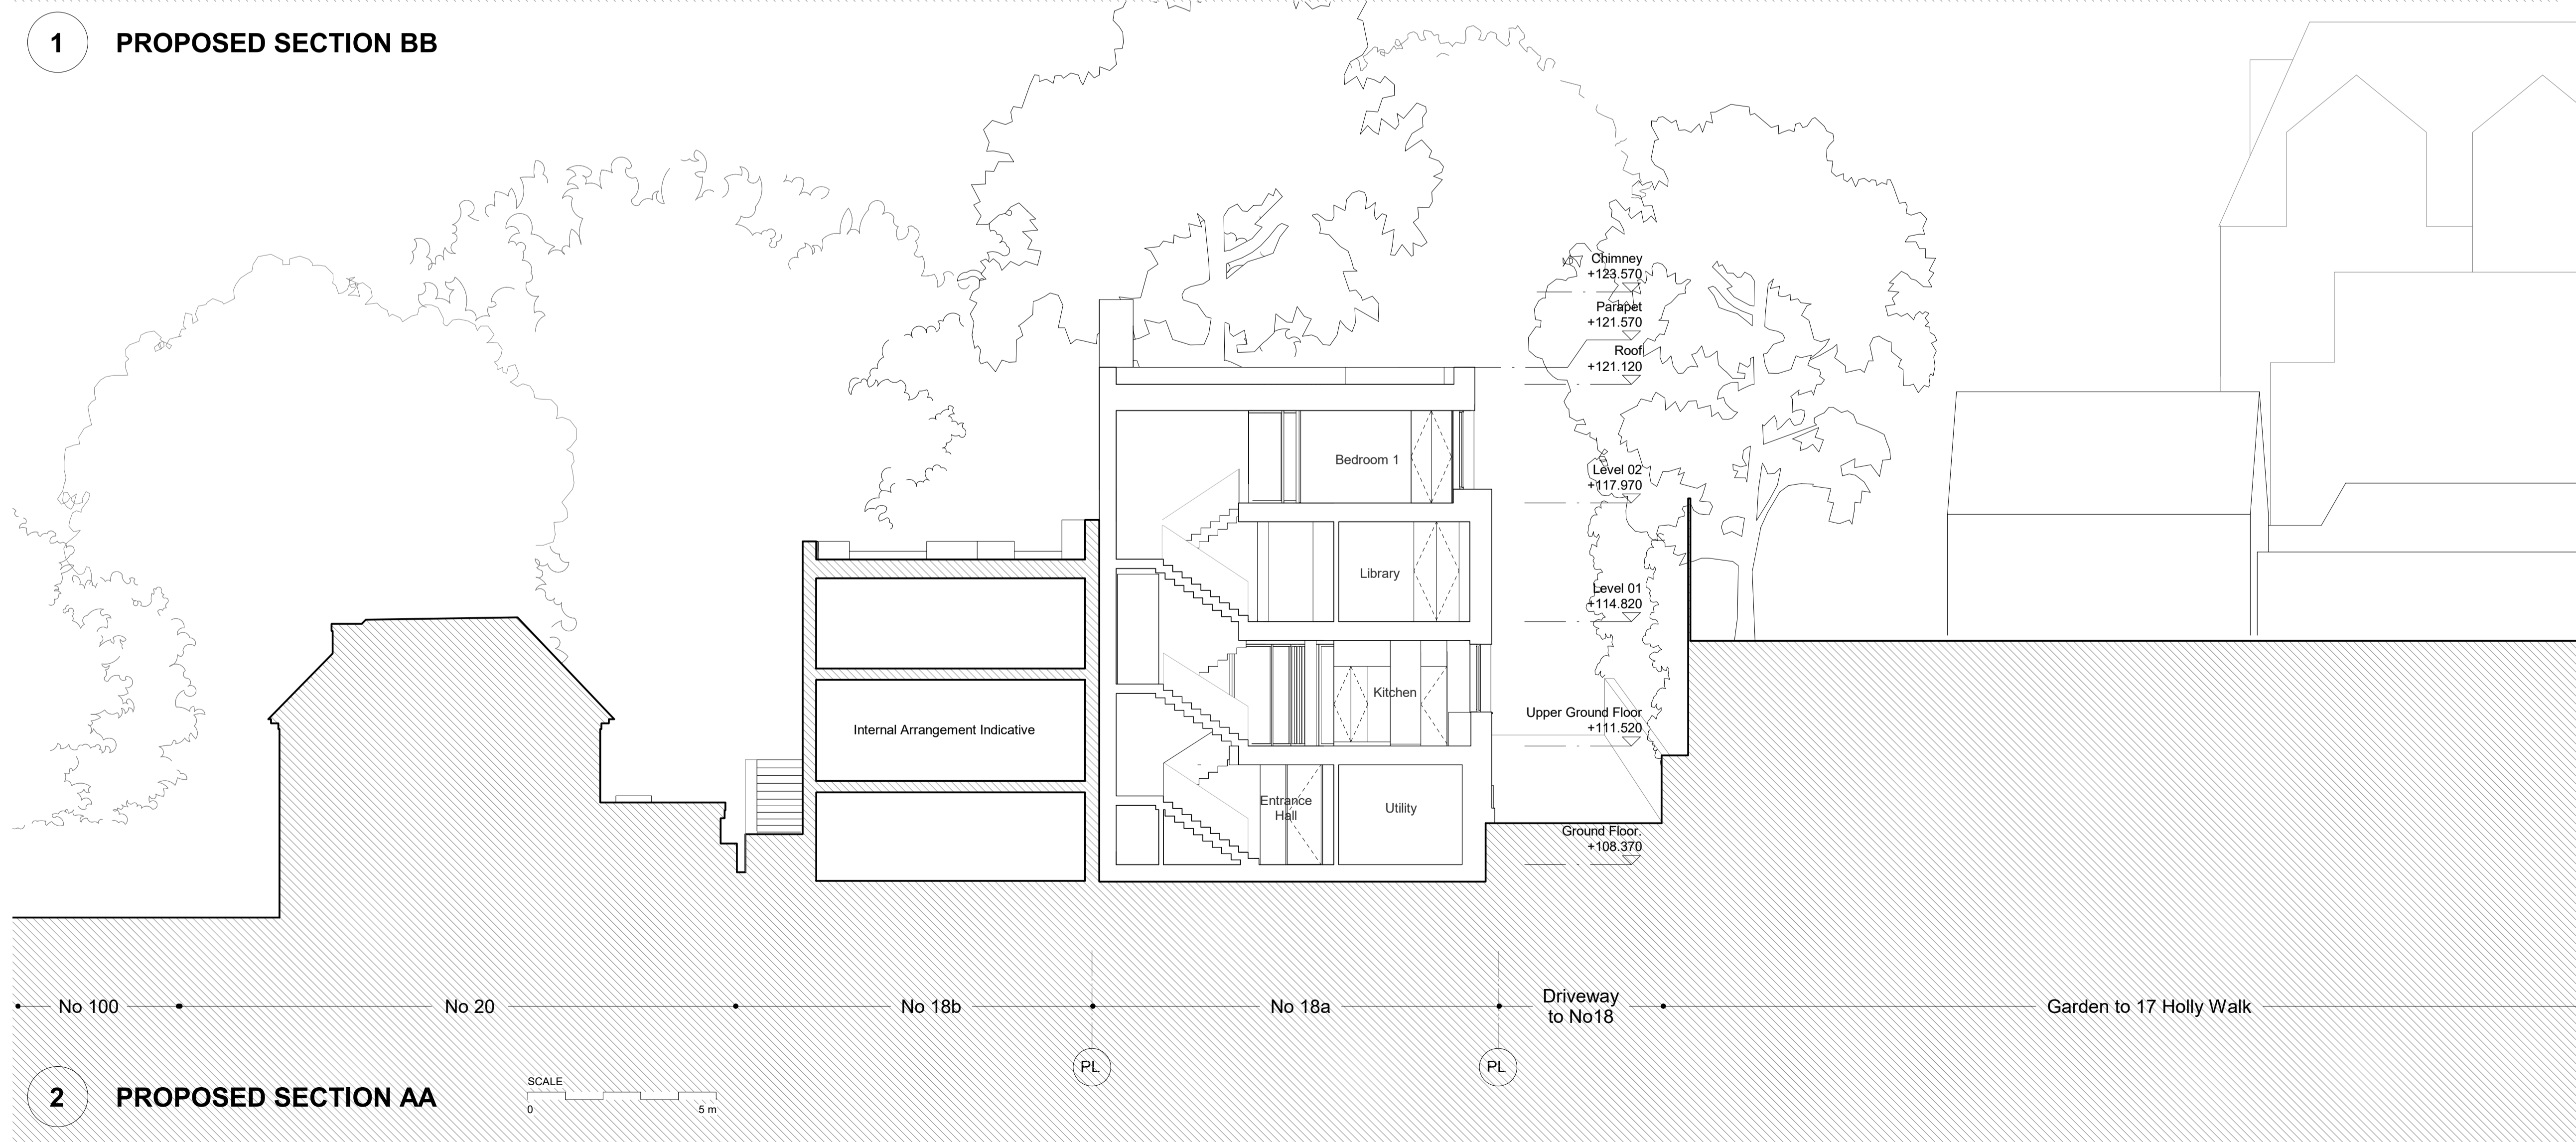 1
PROPOSED SECTION BB
Chimney
+123.570
Parapet
+121.570
Roof
+121.120
Bedroom 1
Level 02
+117.970
Library
Level 01
+114.820
Kitchen
Upper Ground Floor
+111.520
Internal Arrangement Indicative
Entrance
Hall
Utility
Ground Floor.
+108.370
No 100
No 20
No 18b
No 18a
Driveway
to No18
Garden to 17 Holly Walk
PL
PL
2
PROPOSED SECTION AA
SCALE
0
5 m